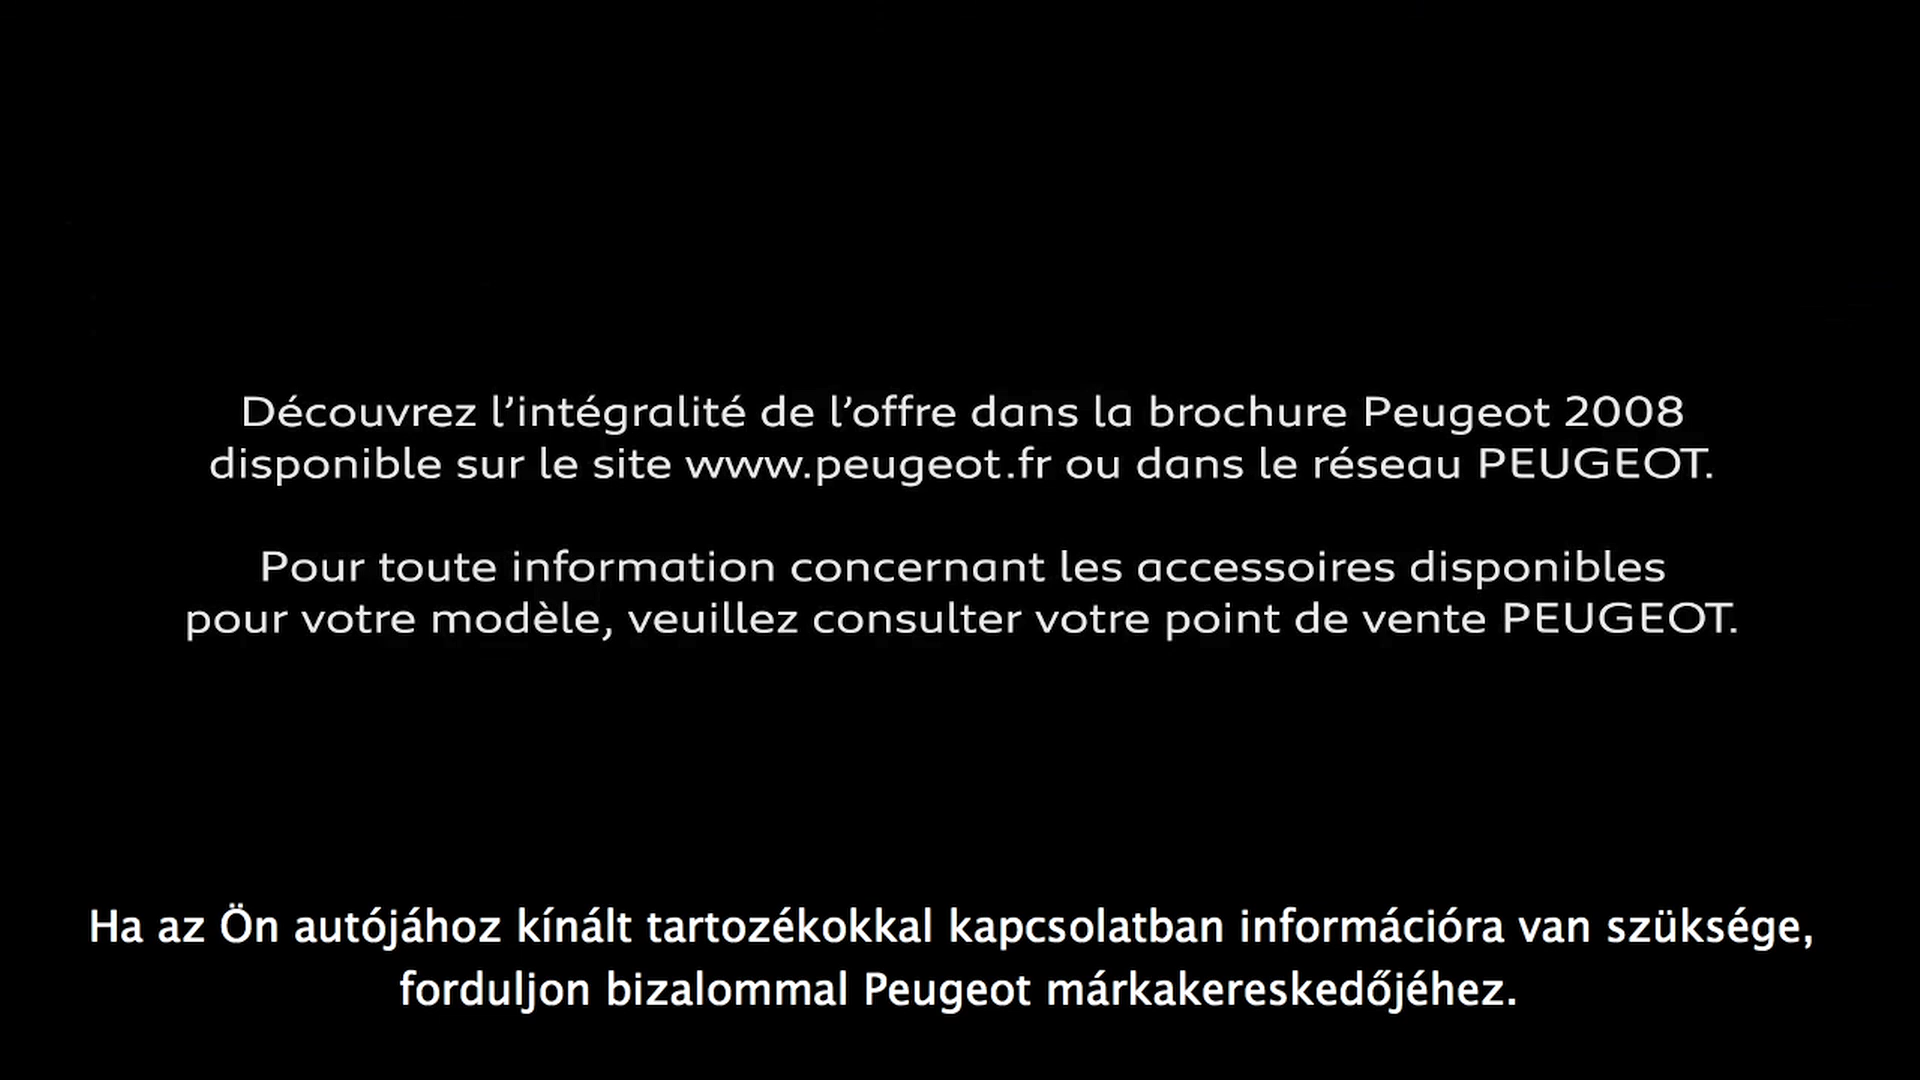 Découvrez l’intégralité de l’offre dans la brochure Peugeot 2008
disponible sur le site www.peugeot.fr ou dans le réseau PEUGEOT.
Pour toute information concernant les accessoires disponibles
pour votre modèle, veuillez consulter votre point de vente PEUGEOT.
Ha az Ön autójához kínált tartozékokkal kapcsolatban információra van szüksége,
forduljon bizalommal Peugeot márkakereskedőjéhez.